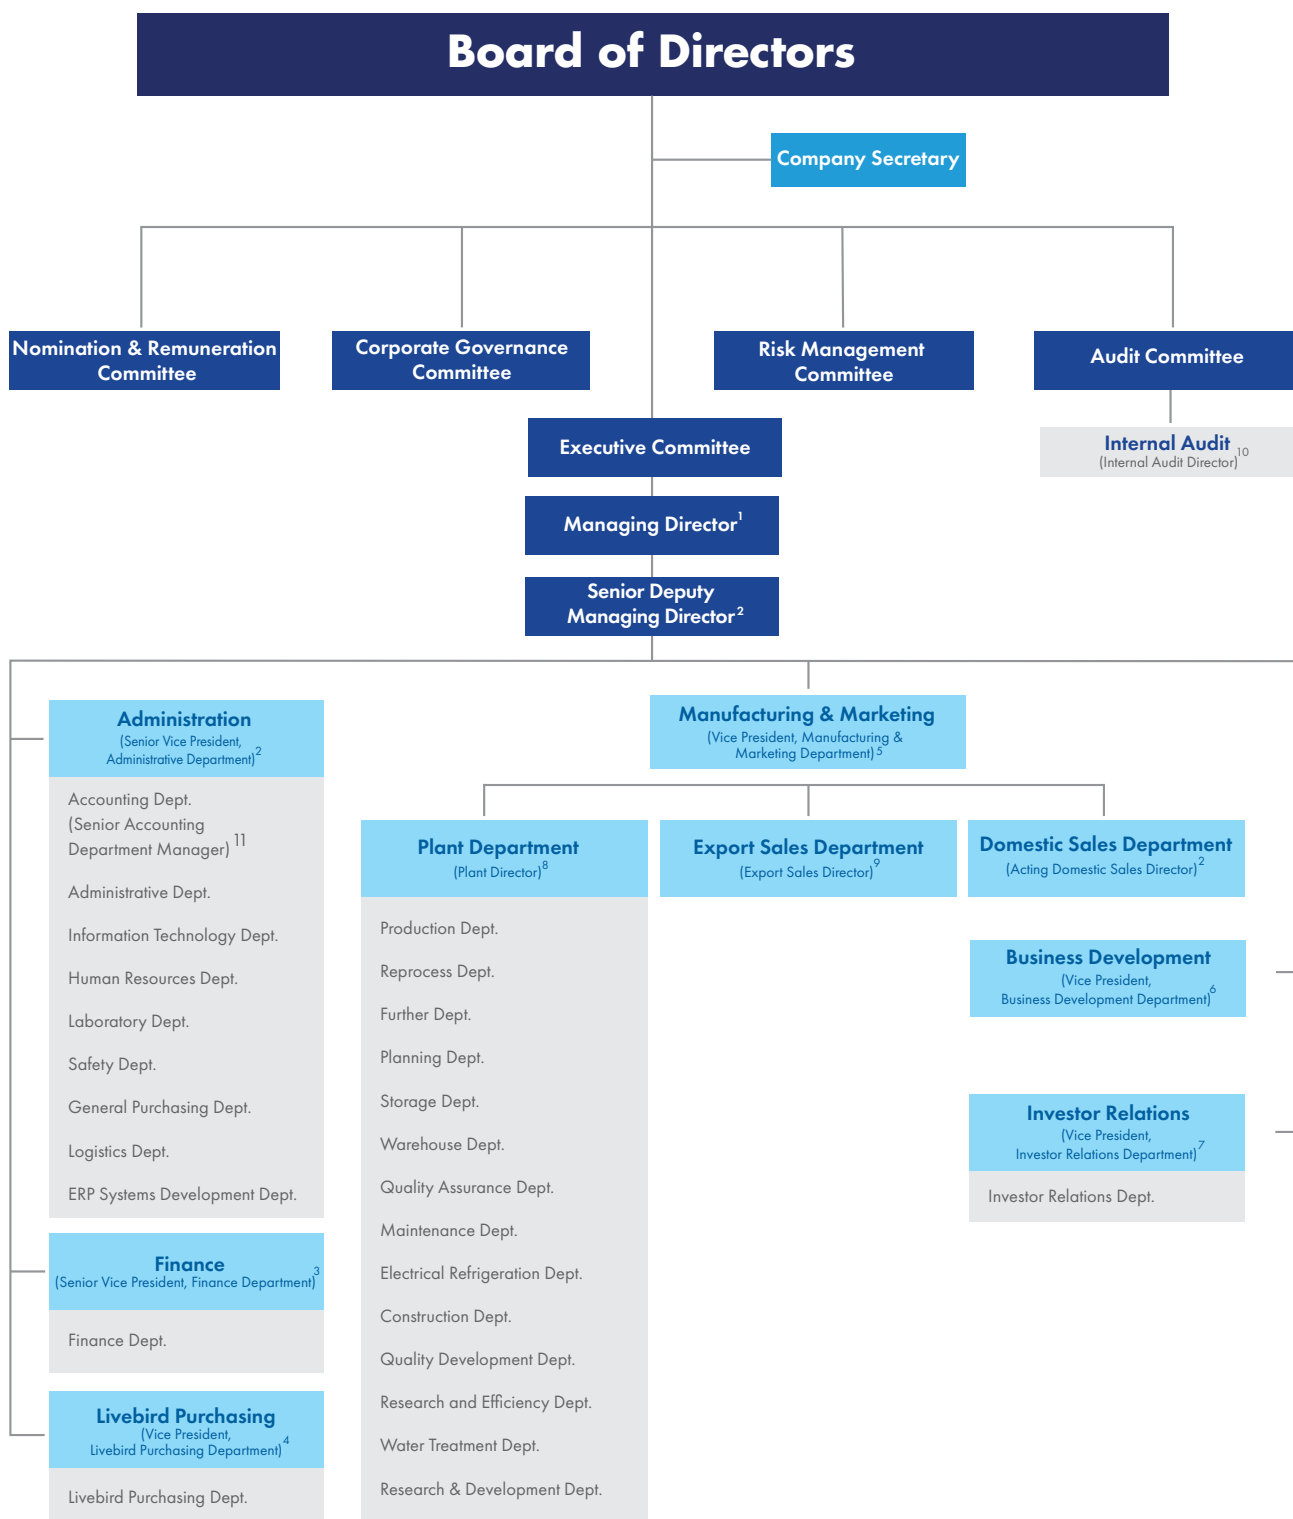 Board of Directors
Company Secretary
Nomination & Remuneration
Committee
Corporate Governance
Committee
Risk Management
Committee
Audit Committee
Internal Audit
(Internal Audit Director)10
Executive Committee
Managing Director1
Senior Deputy
Managing Director2
Administration
(Senior Vice President,
Administrative Department)2
Accounting Dept.
(Senior Accounting
Department Manager) 11
Administrative Dept.
Information Technology Dept.
Human Resources Dept.
Laboratory Dept.
Safety Dept.
General Purchasing Dept.
Logistics Dept.
ERP Systems Development Dept.
Finance
(Senior Vice President, Finance Department)3
Finance Dept.
Livebird Purchasing
(Vice President,
Livebird Purchasing Department)4
Livebird Purchasing Dept.
Manufacturing & Marketing
(Vice President, Manufacturing &
Marketing Department)5
Plant Department
(Plant Director)8
Production Dept.
Reprocess Dept.
Further Dept.
Planning Dept.
Storage Dept.
Warehouse Dept.
Quality Assurance Dept.
Maintenance Dept.
Electrical Refrigeration Dept.
Construction Dept.
Quality Development Dept.
Research and Efficiency Dept.
Water Treatment Dept.
Research & Development Dept.
Export Sales Department
(Export Sales Director)9
Domestic Sales Department
(Acting Domestic Sales Director)2
Business Development
(Vice President,
Business Development Department)6
Investor Relations
(Vice President,
Investor Relations Department)7
Investor Relations Dept.